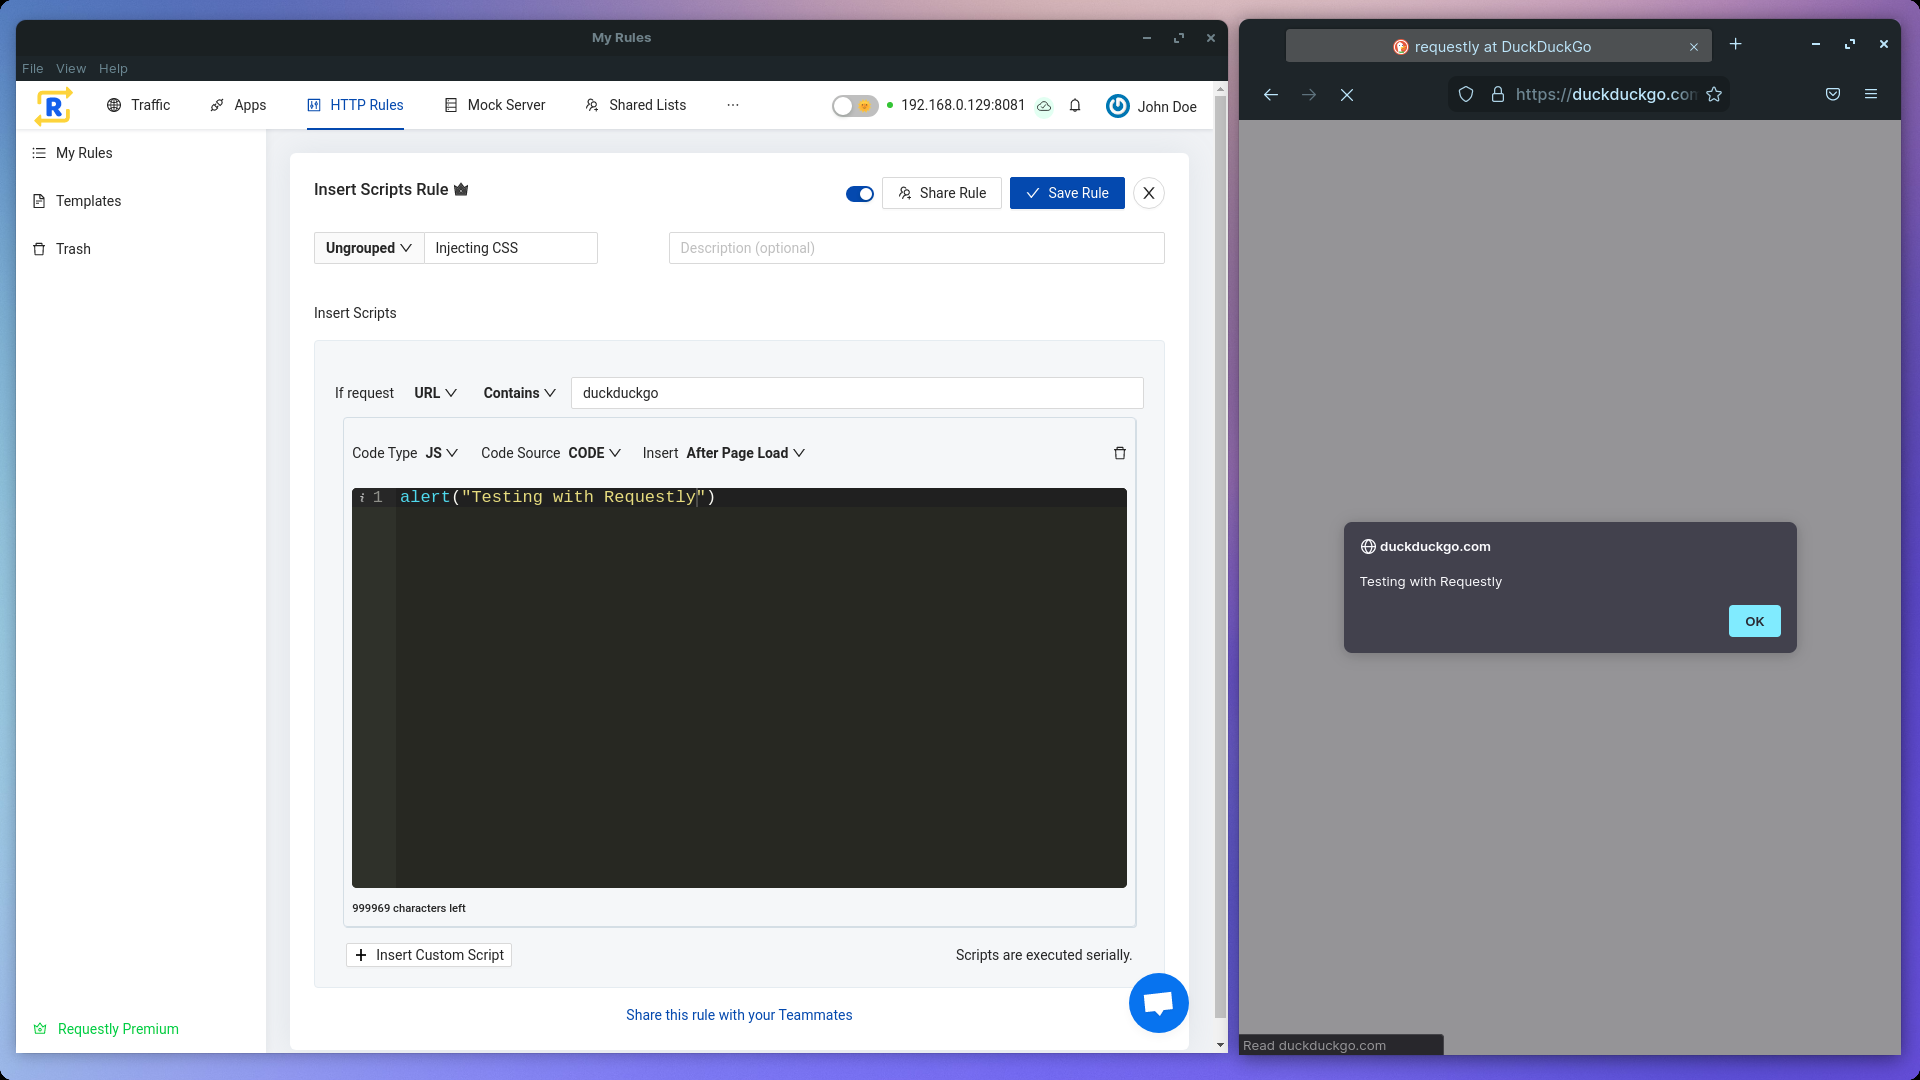 My Rules
File View Help
R Traffic Apps HTTP Rules Mock Server Shared Lists ··· 192.168.0.129:8081 John Doe
My Rules
Templates
Trash
Requestly Premium
Insert Scripts Rule Share Rule Save Rule X
Ungrouped Injecting CSS Description (optional)
Insert Scripts
If request URL Contains duckduckgo
Code Type JS Code Source CODE Insert After Page Load
i 1 alert("Testing with Requestly")
999969 characters left
+ Insert Custom Script Scripts are executed serially.
Share this rule with your Teammates
requestly at DuckDuckGo
https://duckduckgo.com
duckduckgo.com
Testing with Requestly
OK
Read duckduckgo.com